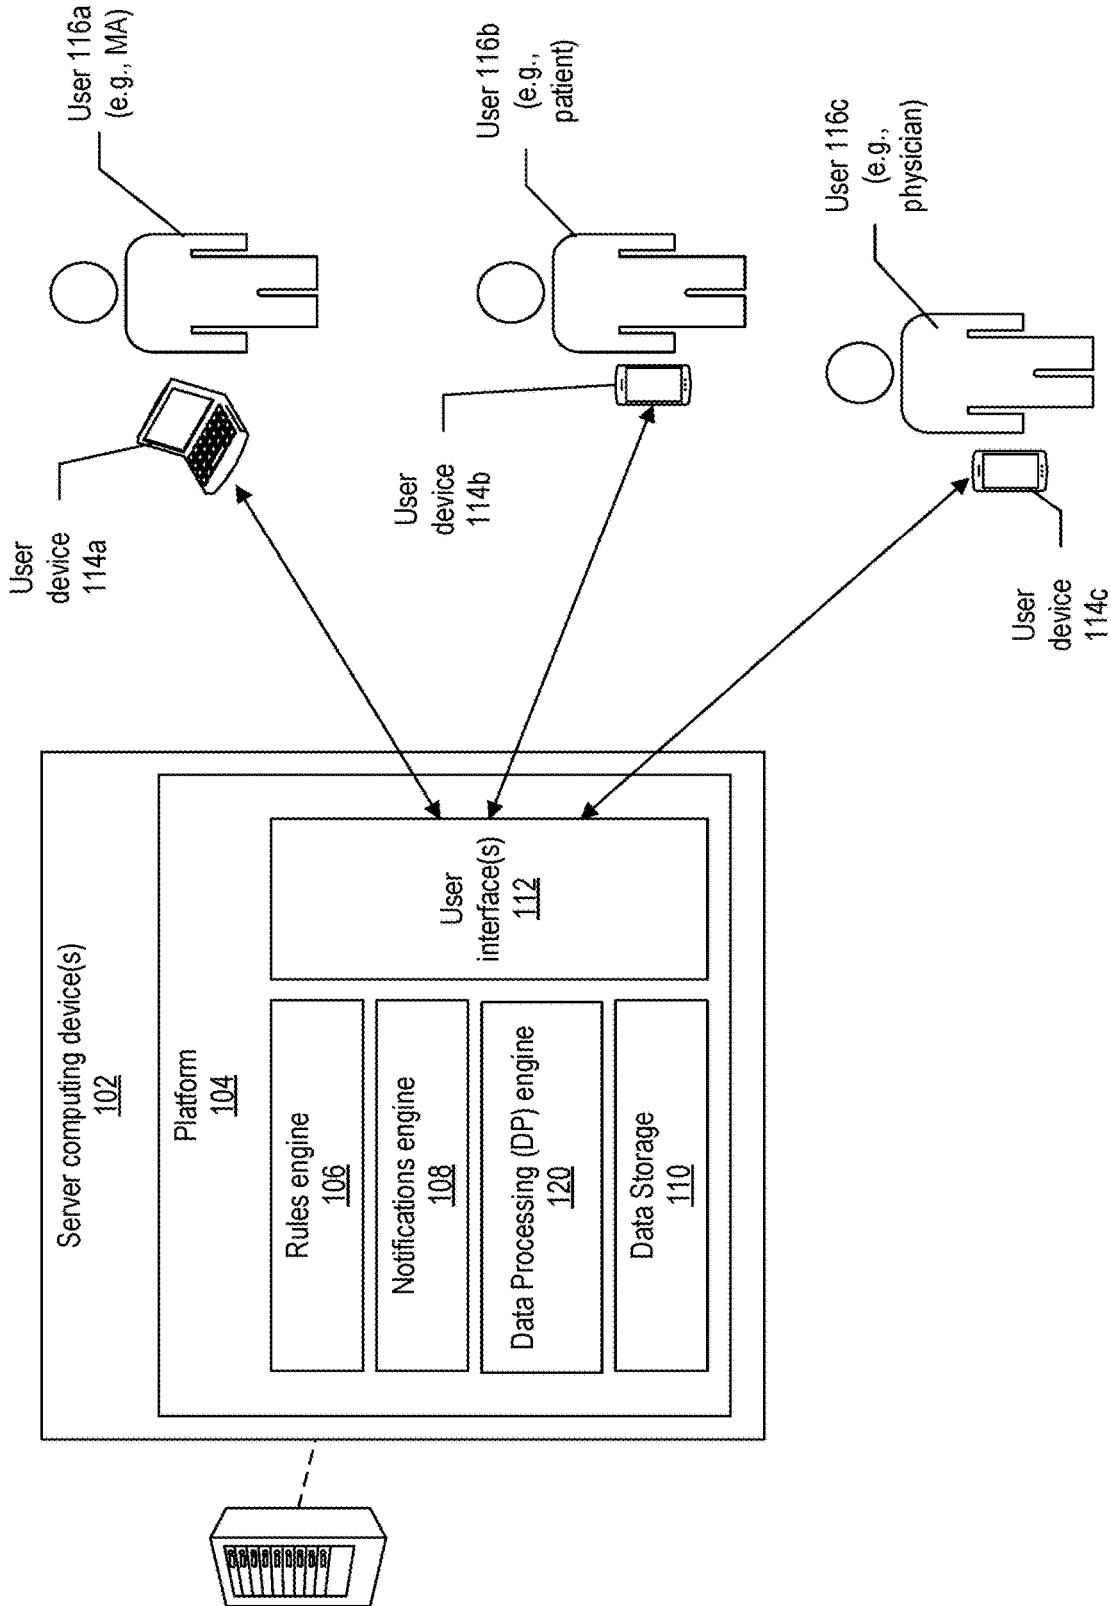 Server computing device(s)
102
Platform
104
Rules engine
106
Notifications engine
108
Data Processing (DP) engine
120
Data Storage
110
User
interface(s)
112
User
device
114a
User 116a
(e.g., MA)
User
device
114b
User 116b
(e.g.,
patient)
User
device
114c
User 116c
(e.g.,
physician)